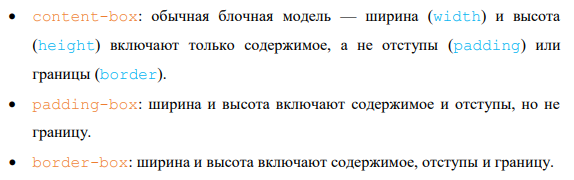 • content-box: обычная блочная модель — ширина (width) и высота
(height) включают только содержимое, а не отступы (padding) или
границы (border).
• padding-box: ширина и высота включают содержимое и отступы, но не
границу.
• border-box: ширина и высота включают содержимое, отступы и границу.